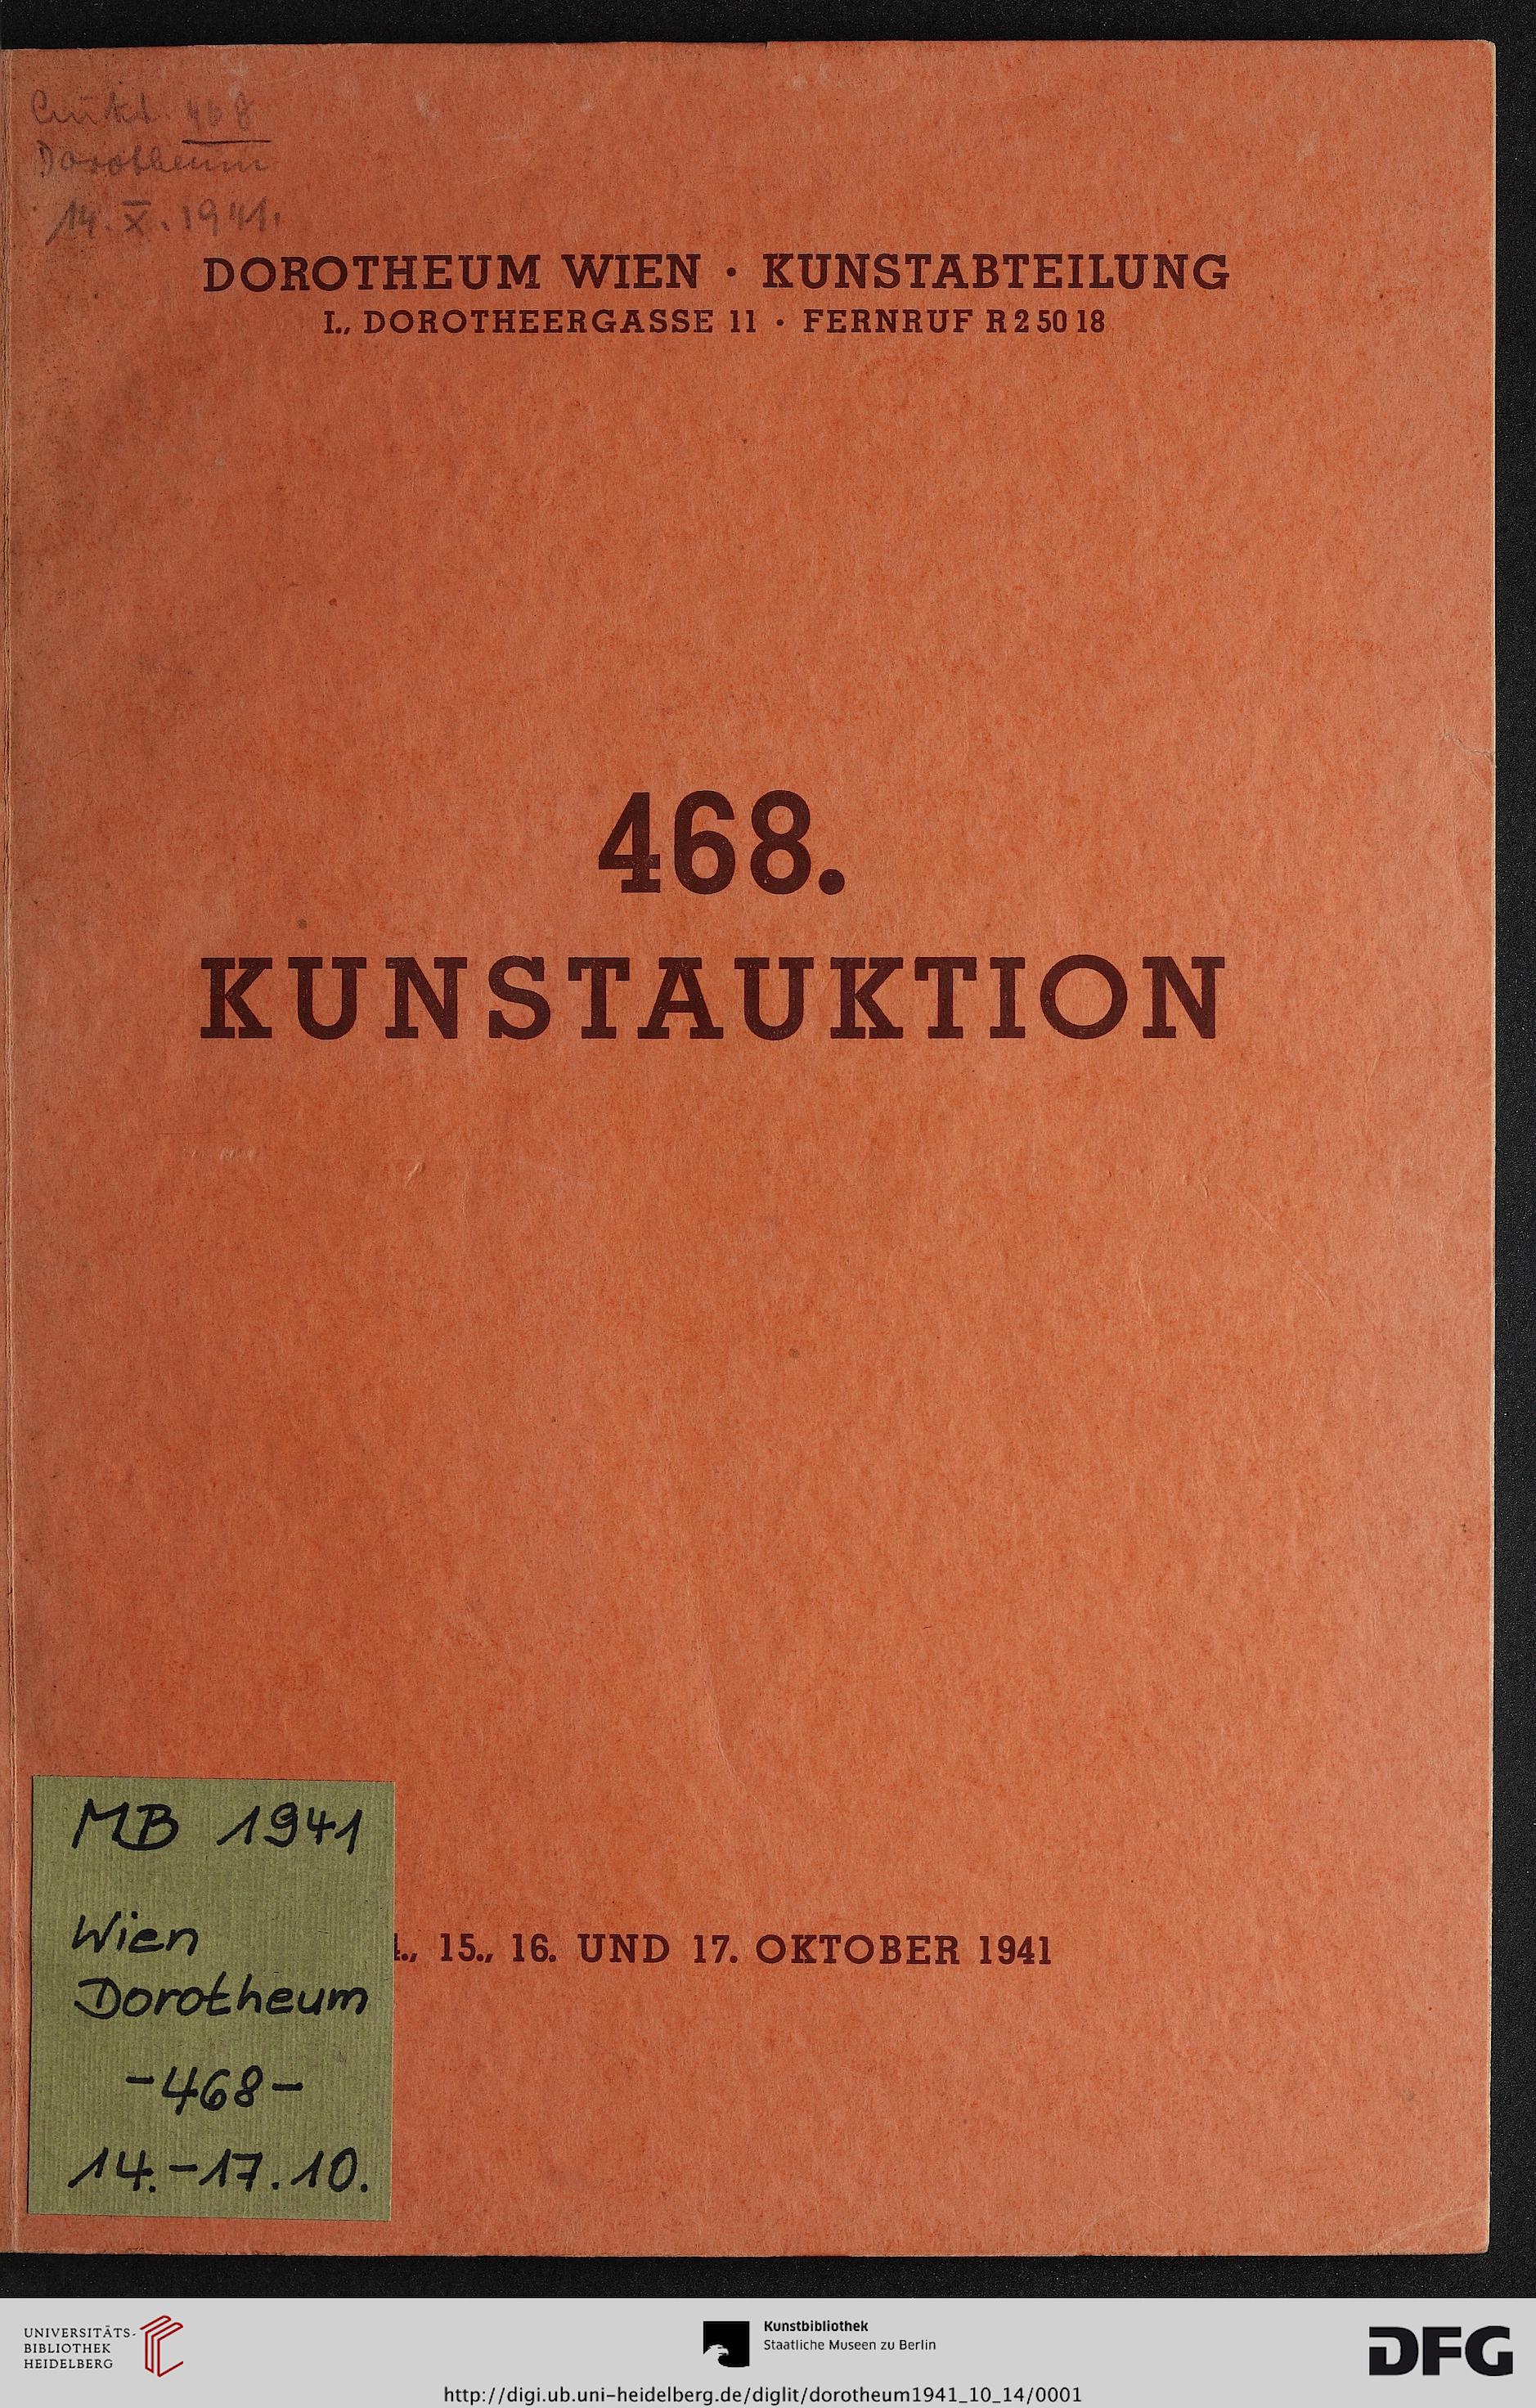 468
Dorotheum
14.X.1941.
DOROTHEUM WIEN · KUNSTABTEILUNG
I., DOROTHEERGASSE 11 · FERNRUF R 2 50 18
468.
KUNSTAUKTION
15., 16. UND 17. OKTOBER 1941
MB 1941
Wien
Dorotheum
-468-
14.-17.10.
UNIVERSITÄTS-
BIBLIOTHEK
HEIDELBERG
Kunstbibliothek
Staatliche Museen zu Berlin
DFG
http://digi.ub.uni-heidelberg.de/diglit/dorotheum1941_10_14/0001